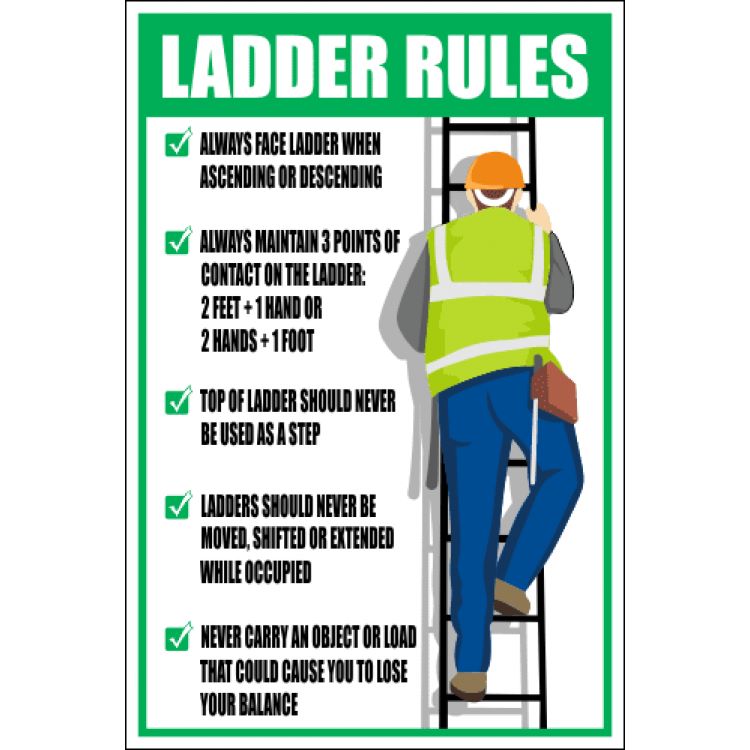 LADDER RULES
ALWAYS FACE LADDER WHEN
ASCENDING OR DESCENDING
ALWAYS MAINTAIN 3 POINTS OF
CONTACT ON THE LADDER:
2 FEET + 1 HAND OR
2 HANDS + 1 FOOT
TOP OF LADDER SHOULD NEVER
BE USED AS A STEP
LADDERS SHOULD NEVER BE
MOVED, SHIFTED OR EXTENDED
WHILE OCCUPIED
NEVER CARRY AN OBJECT OR LOAD
THAT COULD CAUSE YOU TO LOSE
YOUR BALANCE